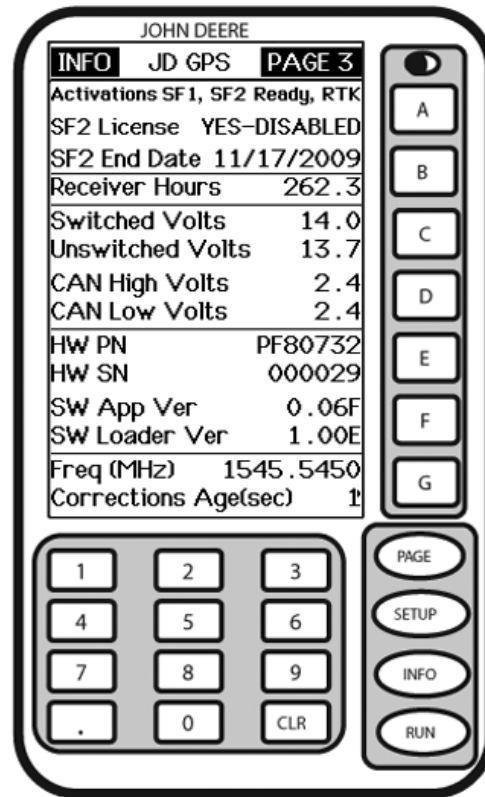 JOHN DEERE
INFO JD GPS PAGE 3
Activations SF1, SF2 Ready, RTK
SF2 License YES-DISABLED
SF2 End Date 11/17/2009
Receiver Hours 262.3
Switched Volts 14.0
Unswitched Volts 13.7
CAN High Volts 2.4
CAN Low Volts 2.4
HW PN PF80732
HW SN 000029
SW App Ver 0.06F
SW Loader Ver 1.00E
Freq (MHz) 1545.5450
Corrections Age(sec) 1
A
B
C
D
E
F
G
1 2 3
4 5 6
7 8 9
. 0 CLR
PAGE
SETUP
INFO
RUN